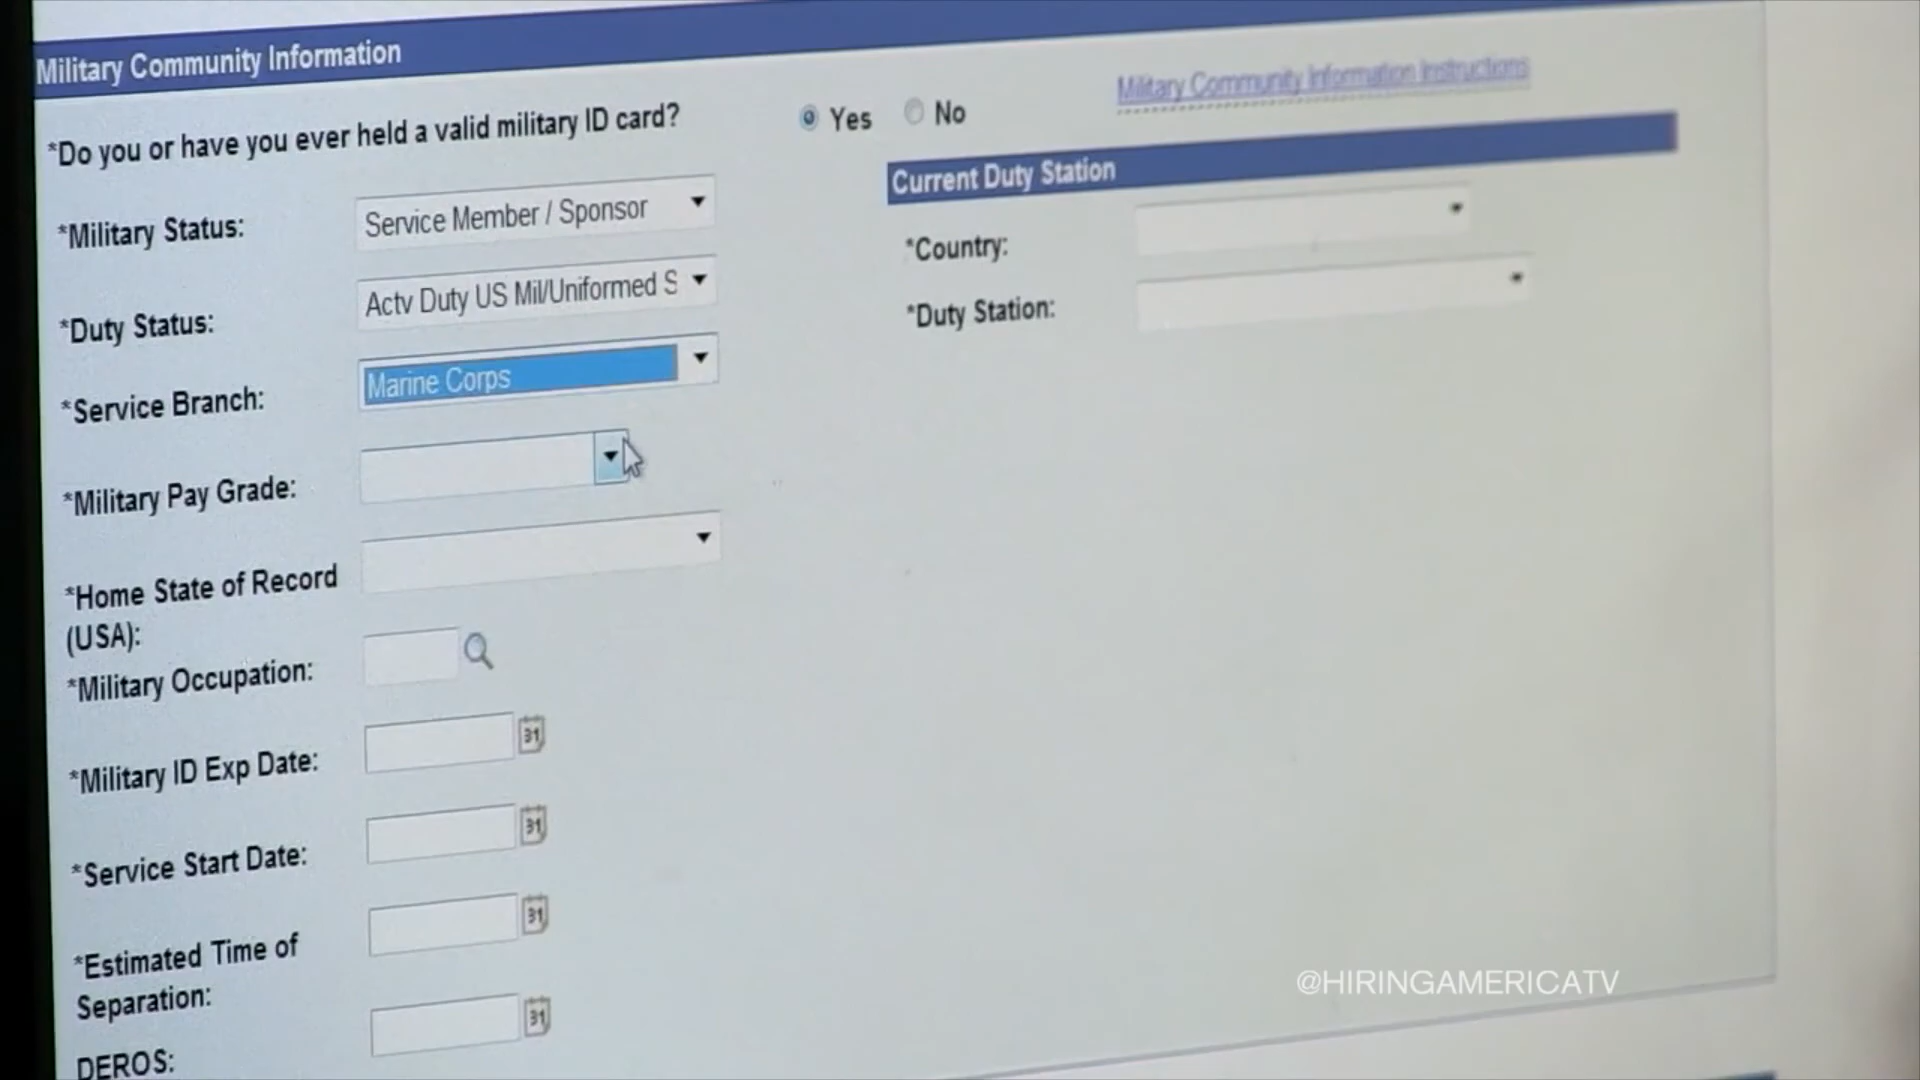 Military Community Information
*Do you or have you ever held a valid military ID card?
Yes
No
Military Community Information Instructions
*Military Status:
Service Member / Sponsor
*Duty Status:
Actv Duty US Mil/Uniformed S
*Service Branch:
Marine Corps
*Military Pay Grade:
*Home State of Record
(USA):
*Military Occupation:
*Military ID Exp Date:
31
*Service Start Date:
31
*Estimated Time of
Separation:
31
DEROS:
31
Current Duty Station
*Country:
*Duty Station:
@HIRINGAMERICATV